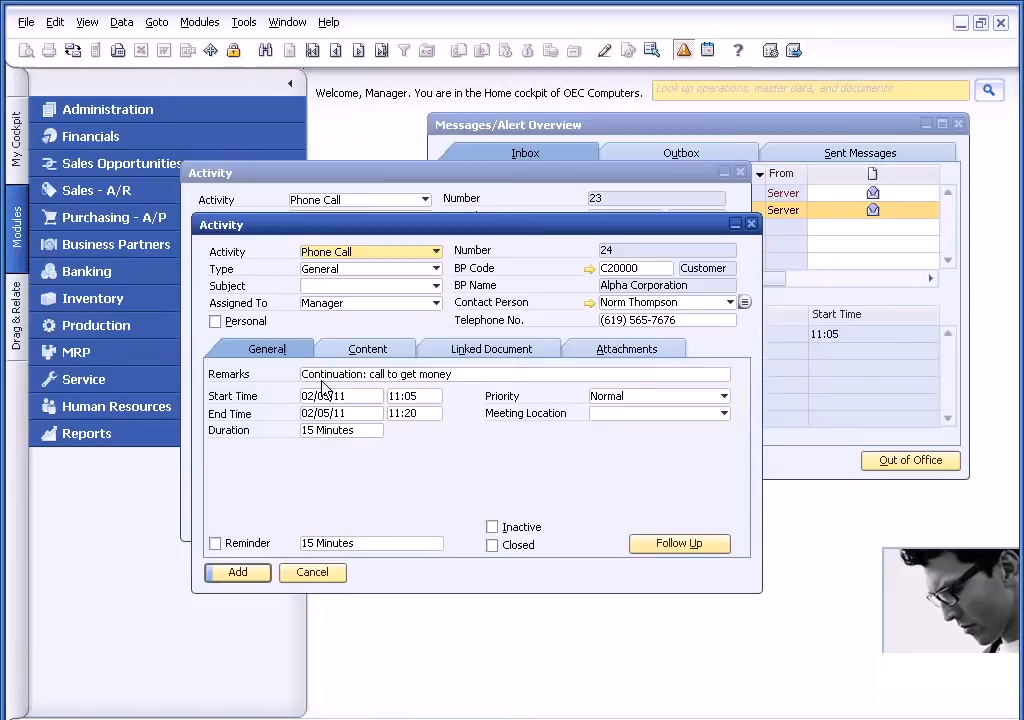 File Edit View Data Goto Modules Tools Window Help
Welcome, Manager. You are in the Home cockpit of OEC Computers.
Look up operations, master data, and documents
My Cockpit
Modules
Drag & Relate
Administration
Financials
Sales Opportunities
Sales - A/R
Purchasing - A/P
Business Partners
Banking
Inventory
Production
MRP
Service
Human Resources
Reports
Messages/Alert Overview
Inbox Outbox Sent Messages
From
Server
Server
Start Time
11:05
Out of Office
Activity
Activity Phone Call Number 23
Activity
Activity Phone Call Number 24
Type General BP Code C20000 Customer
Subject BP Name Alpha Corporation
Assigned To Manager Contact Person Norm Thompson
Personal Telephone No. (619) 565-7676
General Content Linked Document Attachments
Remarks Continuation: call to get money
Start Time 02/05/11 11:05 Priority Normal
End Time 02/05/11 11:20 Meeting Location
Duration 15 Minutes
Inactive
Reminder 15 Minutes Closed Follow Up
Add Cancel